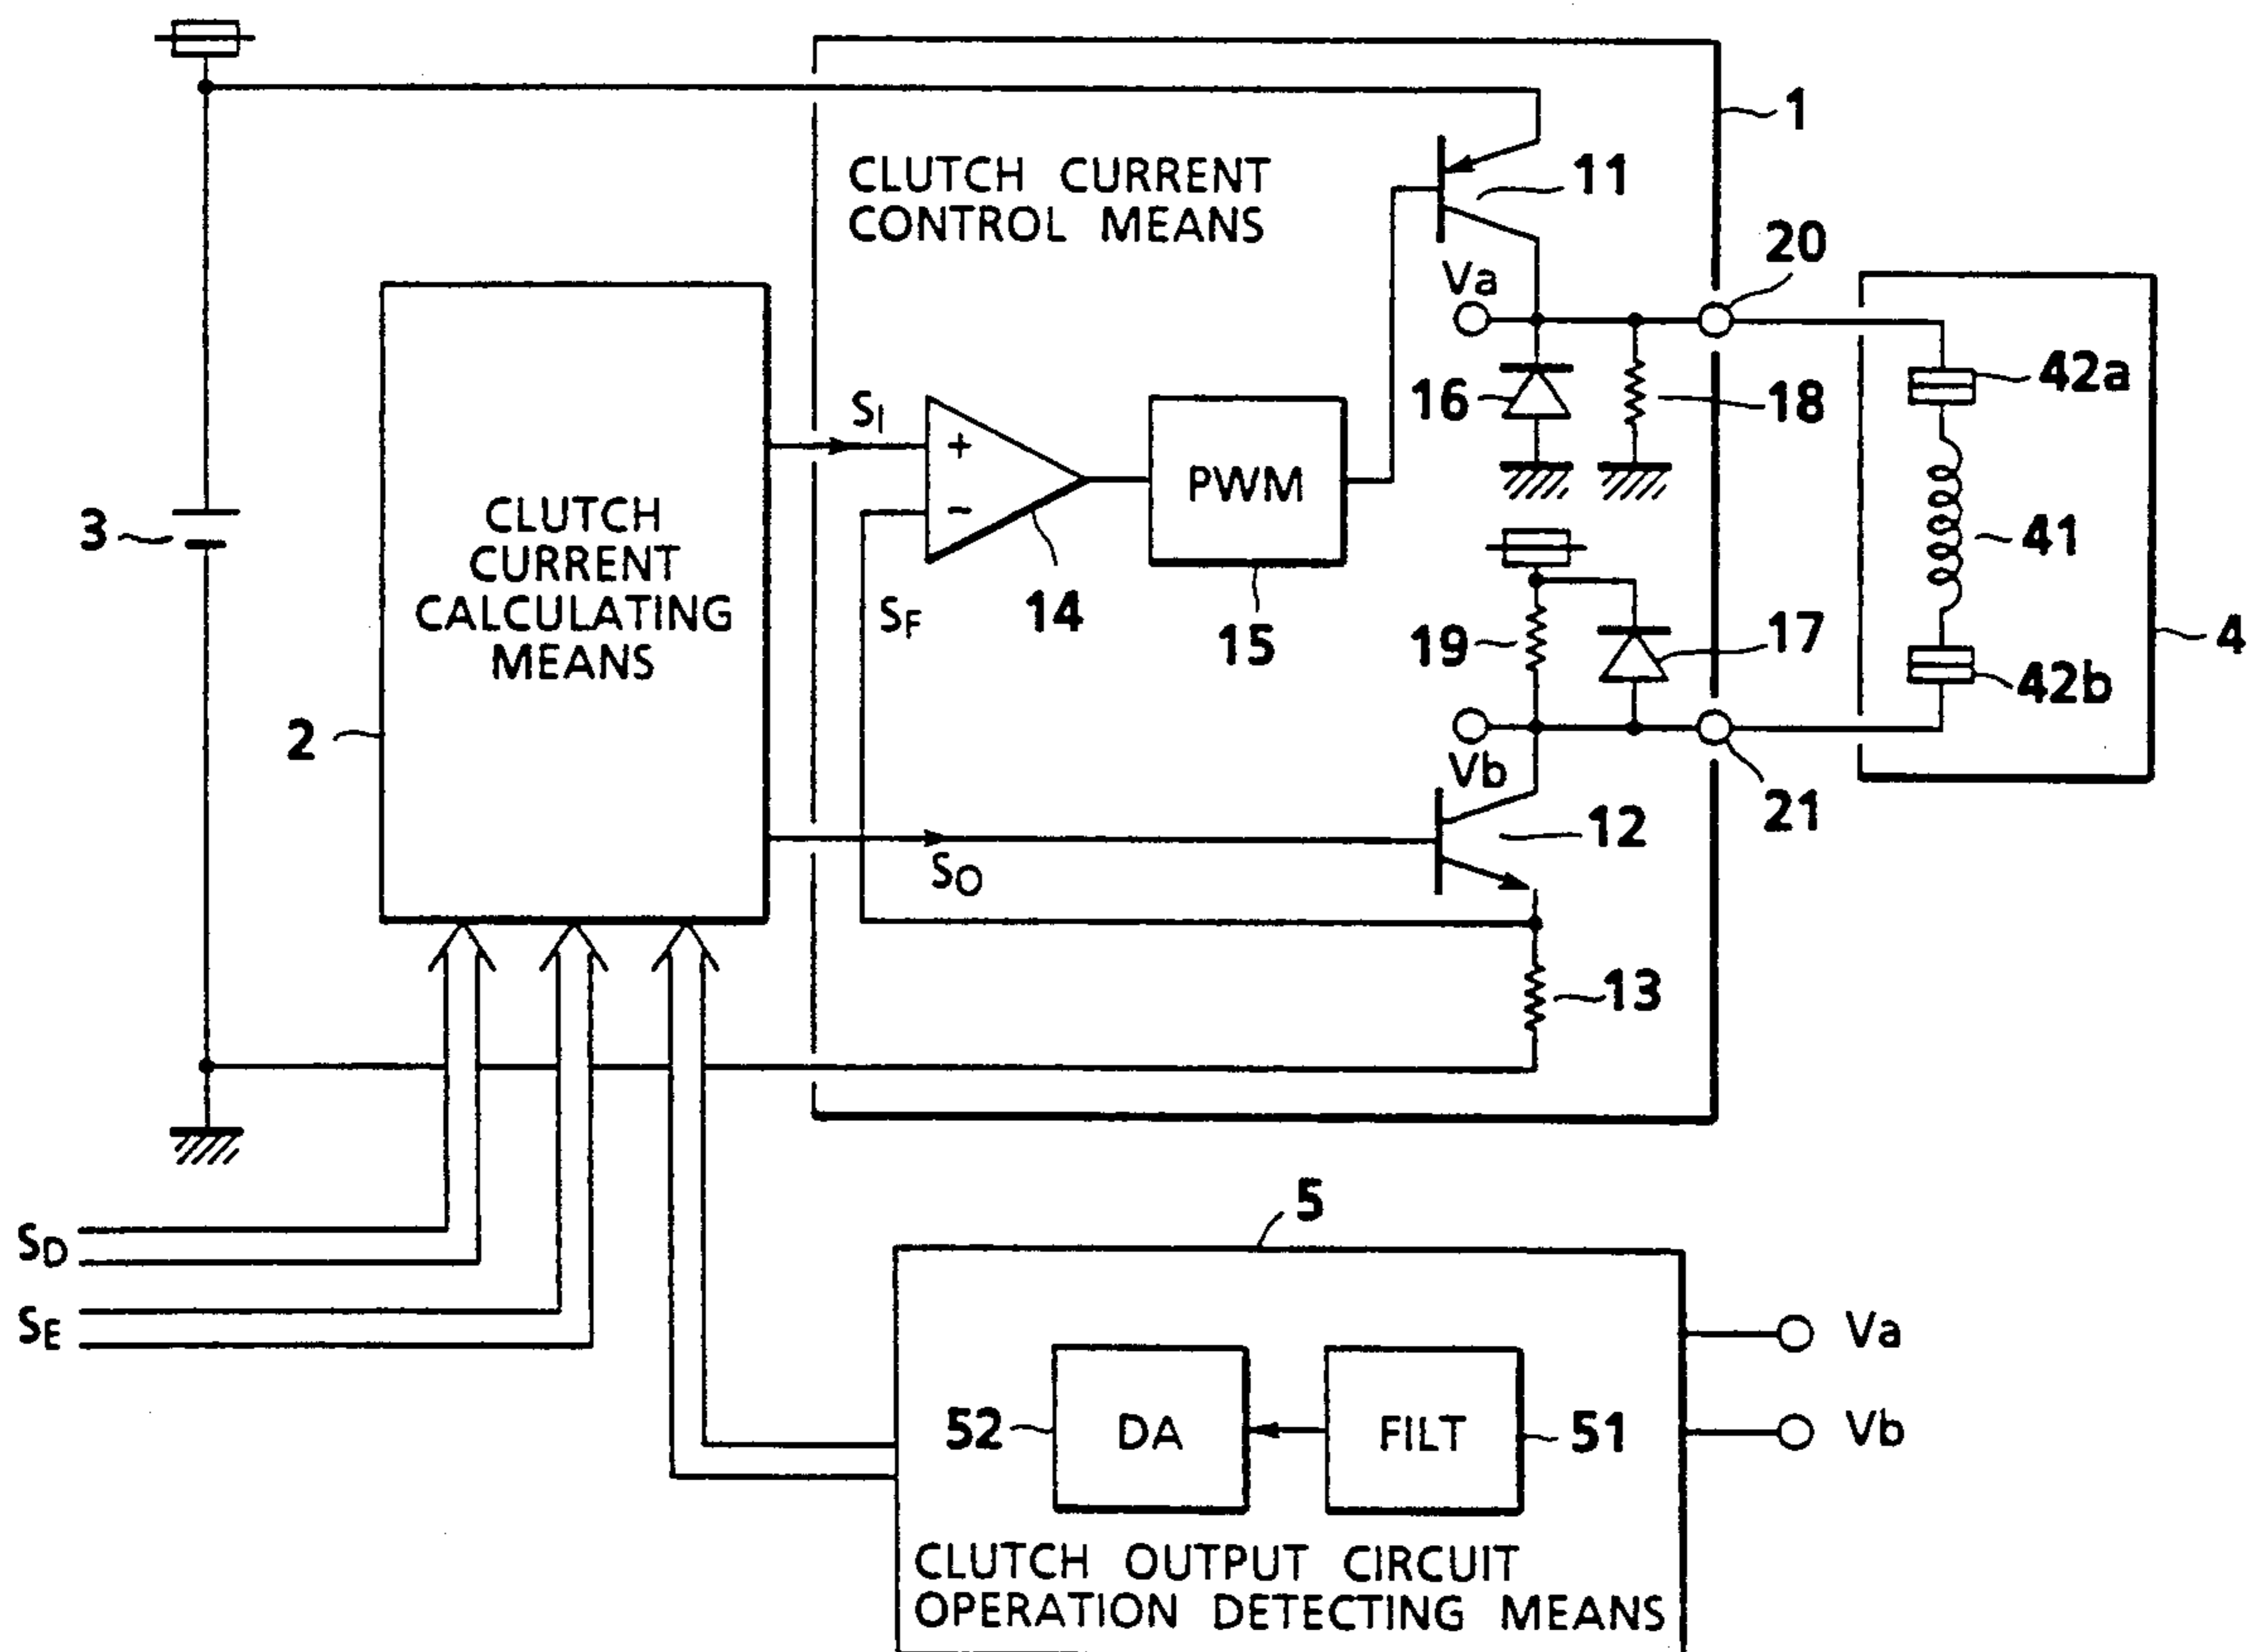 1
CLUTCH CURRENT
CONTROL MEANS
11
20
Va
42a
16
18
SI
+
PWM
CLUTCH
CURRENT
CALCULATING
MEANS
3
−
41
SF
14
15
19
17
4
42b
2
Vb
21
12
SO
13
5
SD
SE
Va
52
DA
FILT
51
Vb
CLUTCH OUTPUT CIRCUIT
OPERATION DETECTING MEANS